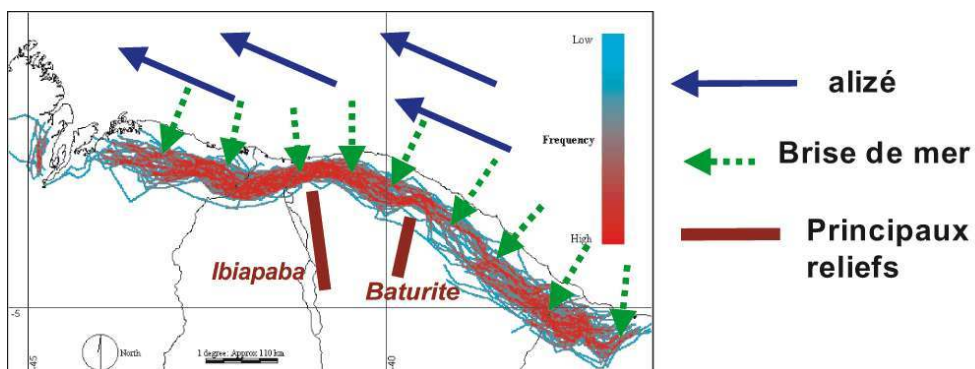 Low
Frequency
High
Ibiapaba
Baturite
-5
North
1 degree: Approx 110 km
-45
-40
alizé
Brise de mer
Principaux
reliefs